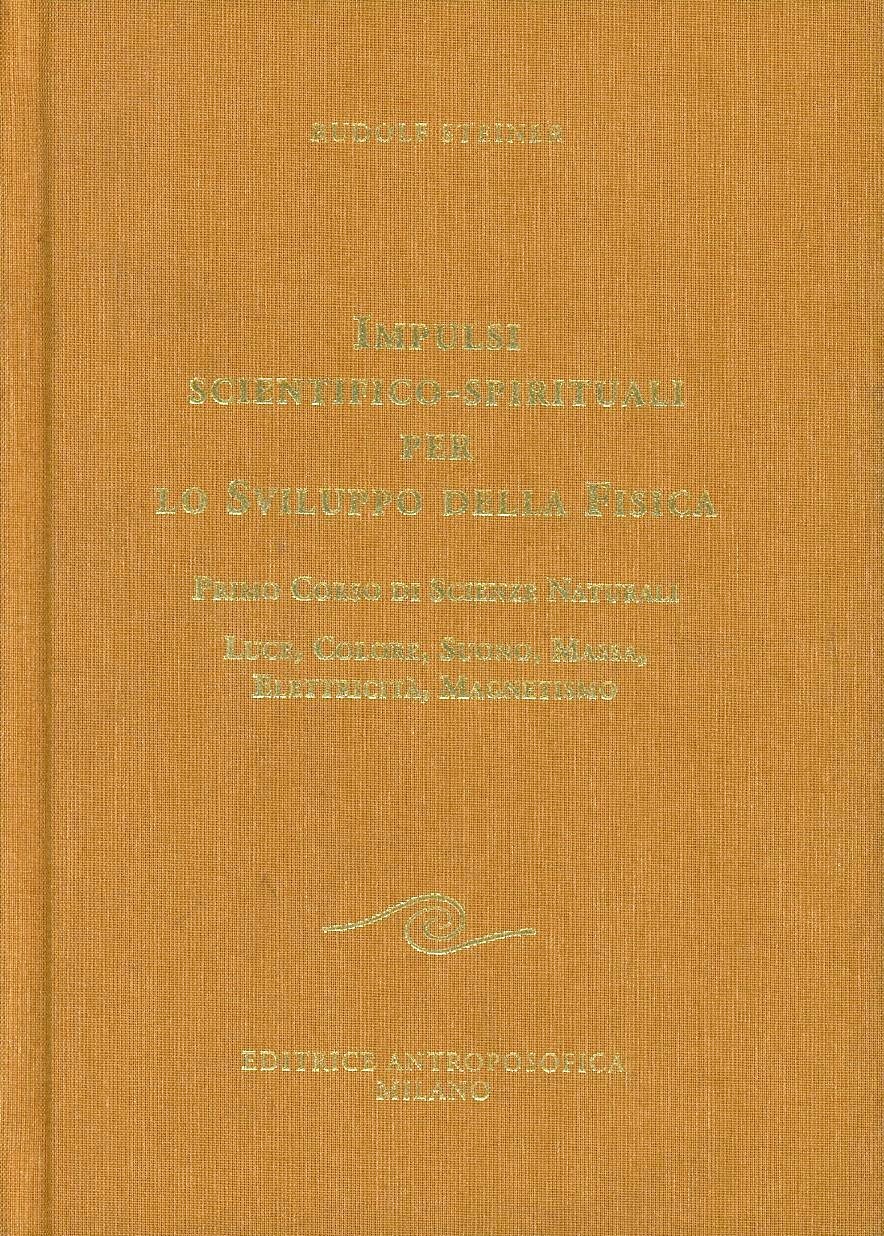 RUDOLF STEINER
IMPULSI
SCIENTIFICO-SPIRITUALI
PER
LO SVILUPPO DELLA FISICA
PRIMO CORSO DI SCIENZE NATURALI
LUCE, COLORE, SUONO, MASSA,
ELETTRICITÀ, MAGNETISMO
EDITRICE ANTROPOSOFICA
MILANO